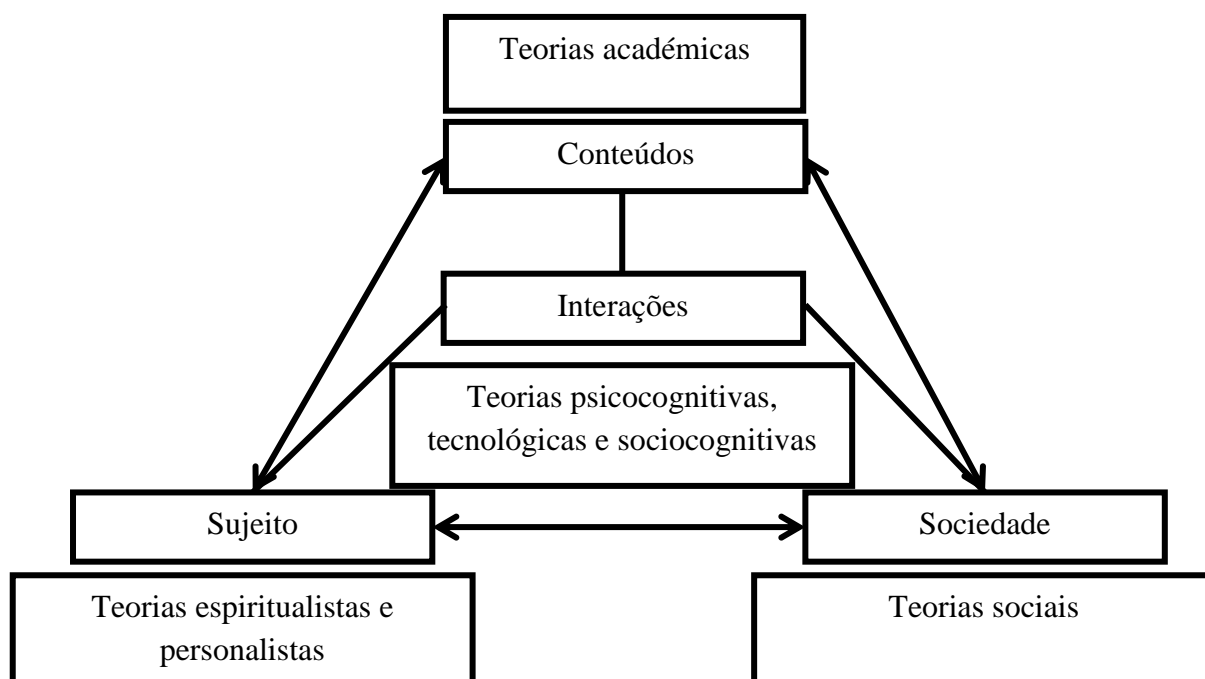 Teorias académicas
Conteúdos
Interações
Teorias psicocognitivas,
tecnológicas e sociocognitivas
Sujeito
Sociedade
Teorias espiritualistas e
personalistas
Teorias sociais